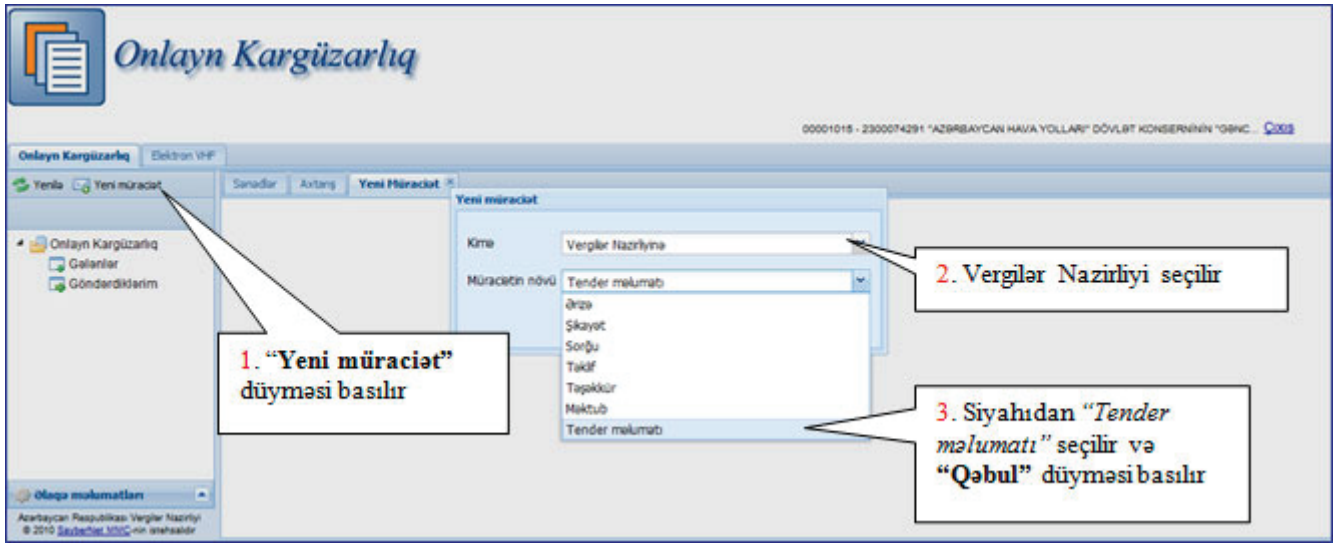 Onlayn Kargüzarlıq
00001015 - 2300074291 "AZƏRBAYCAN HAVA YOLLARI" DÖVLƏT KONSERNİNİN "GƏNC... Çıxış
Onlayn Kargüzarlıq Elektron VHF
Yenilə Yeni müraciət Sənədlər Axtarış Yeni Müraciət
Yeni müraciət
Kimə Vergilər Nazirliyinə
Müraciətin növü Tender məlumatı
Ərizə
Şikayət
Sorğu
Təklif
Təşəkkür
Məktub
Tender məlumatı
Onlayn Kargüzarlıq
Gələnlər
Göndərdiklərim
1. “Yeni müraciət”
düyməsi basılır
2. Vergilər Nazirliyi seçilir
3. Siyahıdan “Tender
məlumatı” seçilir və
“Qəbul” düyməsi basılır
Əlaqə məlumatları
Azərbaycan Respublikası Vergilər Nazirliyi
© 2010 SayberNet MMC-nin istehsalıdır